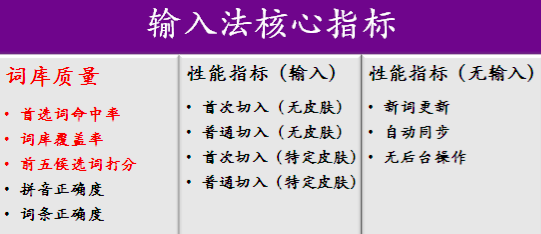 输入法核心指标
词库质量
• 首选词命中率
• 词库覆盖率
• 前五候选词打分
• 拼音正确度
• 词条正确度
性能指标（输入）
• 首次切入（无皮肤）
• 普通切入（无皮肤）
• 首次切入（特定皮肤）
• 普通切入（特定皮肤）
性能指标（无输入）
• 新词更新
• 自动同步
• 无后台操作